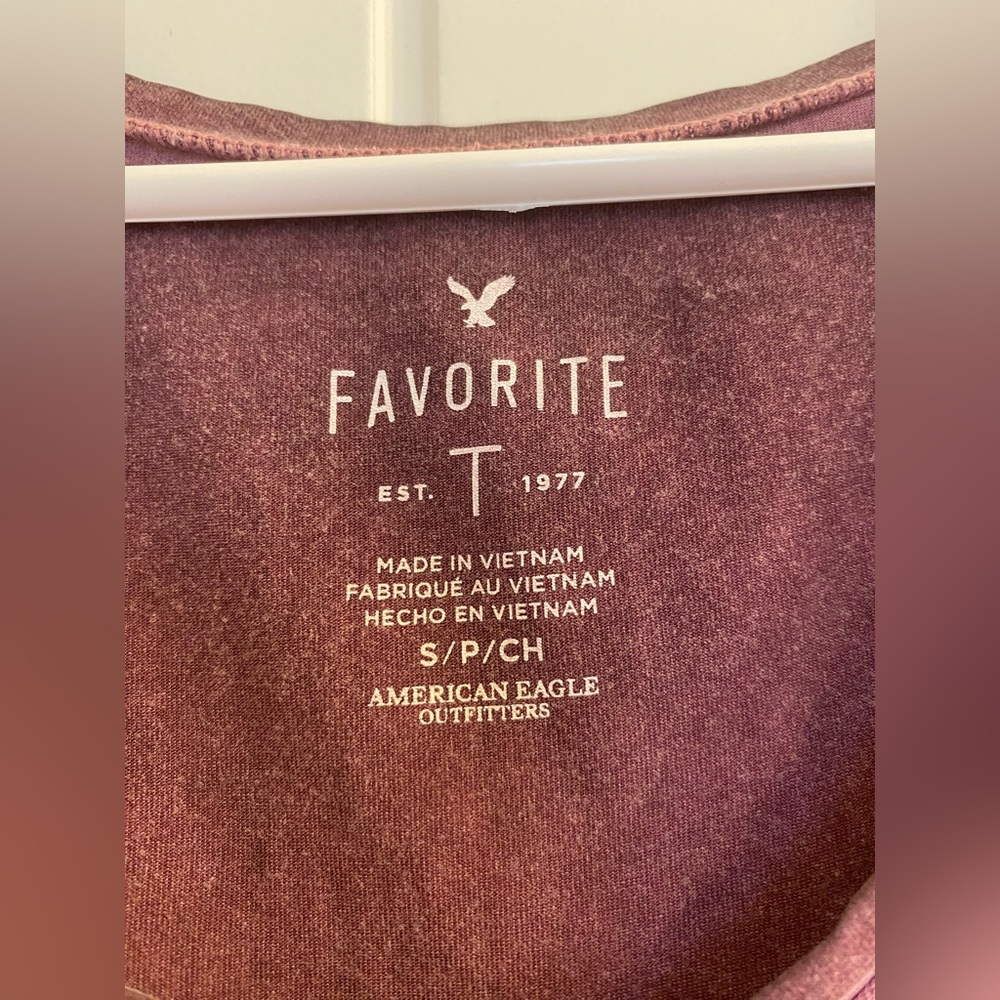 FAVORITE
EST. T 1977
MADE IN VIETNAM
FABRIQUÉ AU VIETNAM
HECHO EN VIETNAM
S/P/CH
AMERICAN EAGLE
OUTFITTERS